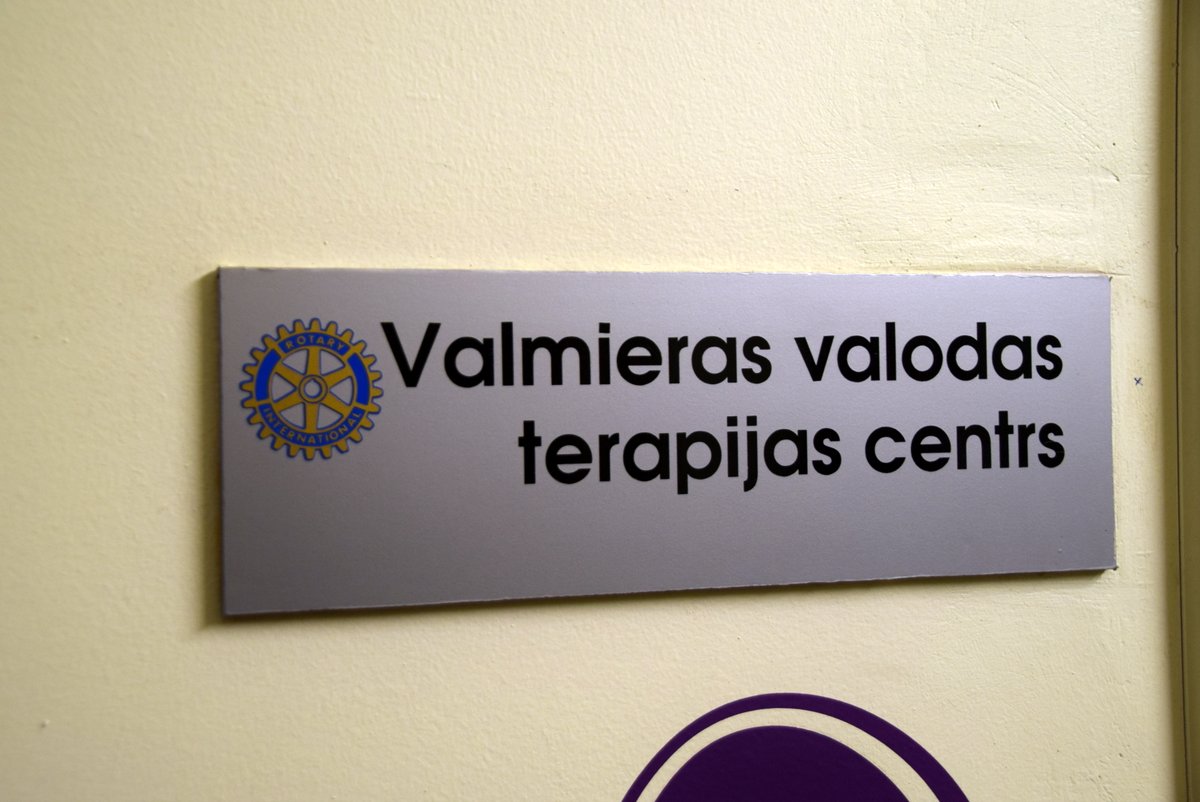 ROTARY
INTERNATIONAL
Valmieras valodas
terapijas centrs